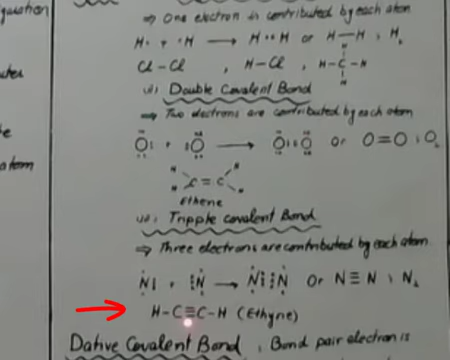 ⇒ One electron is contributed by each atom
H· + ·H ⟶ H••H or H—H , H₂
Cl – Cl , H–Cl , H–C–H
H
H
ii) Double Covalent Bond
⇒ Two electrons are contributed by each atom
O: + :O ⟶ O::O or O=O , O₂
H H
C=C
H H
Ethene
iii) Tripple covalent Bond
⇒ Three electrons are contributed by each atom.
N⁞ + ⁞N → N⁞⁞N Or N≡N , N₂
H–C≡C–H (Ethyne)
Dative Covalent Bond , Bond pair electron is
atom